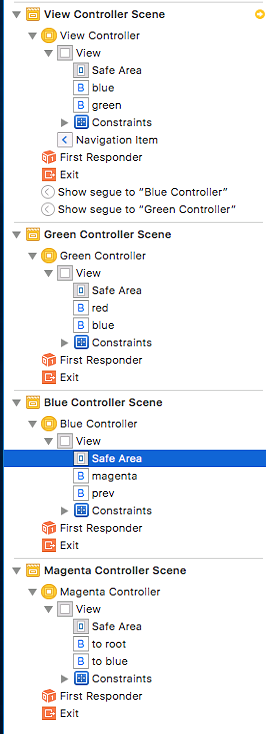 View Controller Scene
View Controller
View
Safe Area
B blue
B green
Constraints
Navigation Item
First Responder
Exit
Show segue to “Blue Controller”
Show segue to “Green Controller”
Green Controller Scene
Green Controller
View
Safe Area
B red
B blue
Constraints
First Responder
Exit
Blue Controller Scene
Blue Controller
View
Safe Area
B magenta
B prev
Constraints
First Responder
Exit
Magenta Controller Scene
Magenta Controller
View
Safe Area
B to root
B to blue
Constraints
First Responder
Exit